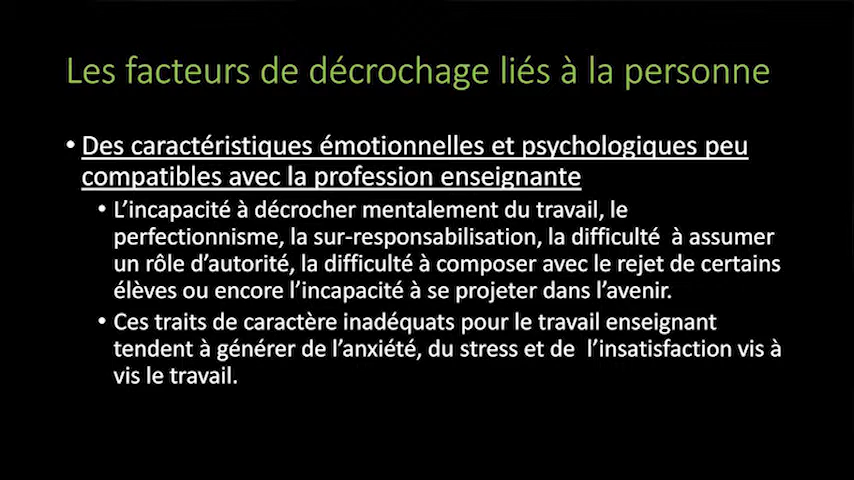 Les facteurs de décrochage liés à la personne
• Des caractéristiques émotionnelles et psychologiques peu
compatibles avec la profession enseignante
• L’incapacité à décrocher mentalement du travail, le
perfectionnisme, la sur-responsabilisation, la difficulté à assumer
un rôle d’autorité, la difficulté à composer avec le rejet de certains
élèves ou encore l’incapacité à se projeter dans l’avenir.
• Ces traits de caractère inadéquats pour le travail enseignant
tendent à générer de l’anxiété, du stress et de l’insatisfaction vis à
vis le travail.